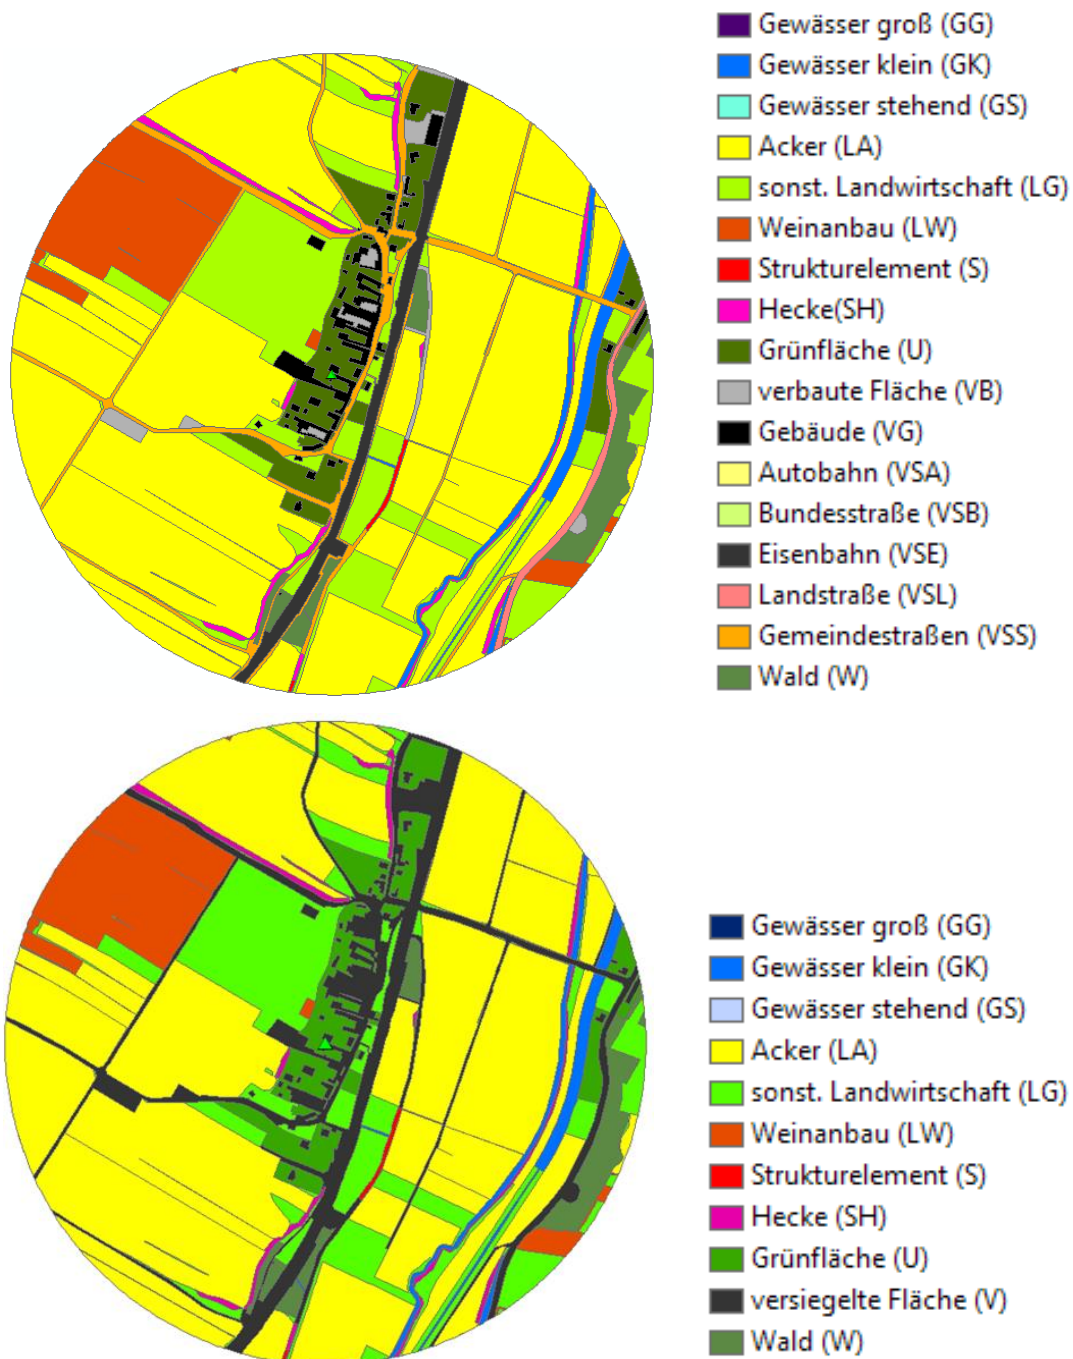 Gewässer groß (GG)
Gewässer klein (GK)
Gewässer stehend (GS)
Acker (LA)
sonst. Landwirtschaft (LG)
Weinanbau (LW)
Strukturelement (S)
Hecke(SH)
Grünfläche (U)
verbaute Fläche (VB)
Gebäude (VG)
Autobahn (VSA)
Bundesstraße (VSB)
Eisenbahn (VSE)
Landstraße (VSL)
Gemeindestraßen (VSS)
Wald (W)
Gewässer groß (GG)
Gewässer klein (GK)
Gewässer stehend (GS)
Acker (LA)
sonst. Landwirtschaft (LG)
Weinanbau (LW)
Strukturelement (S)
Hecke (SH)
Grünfläche (U)
versiegelte Fläche (V)
Wald (W)